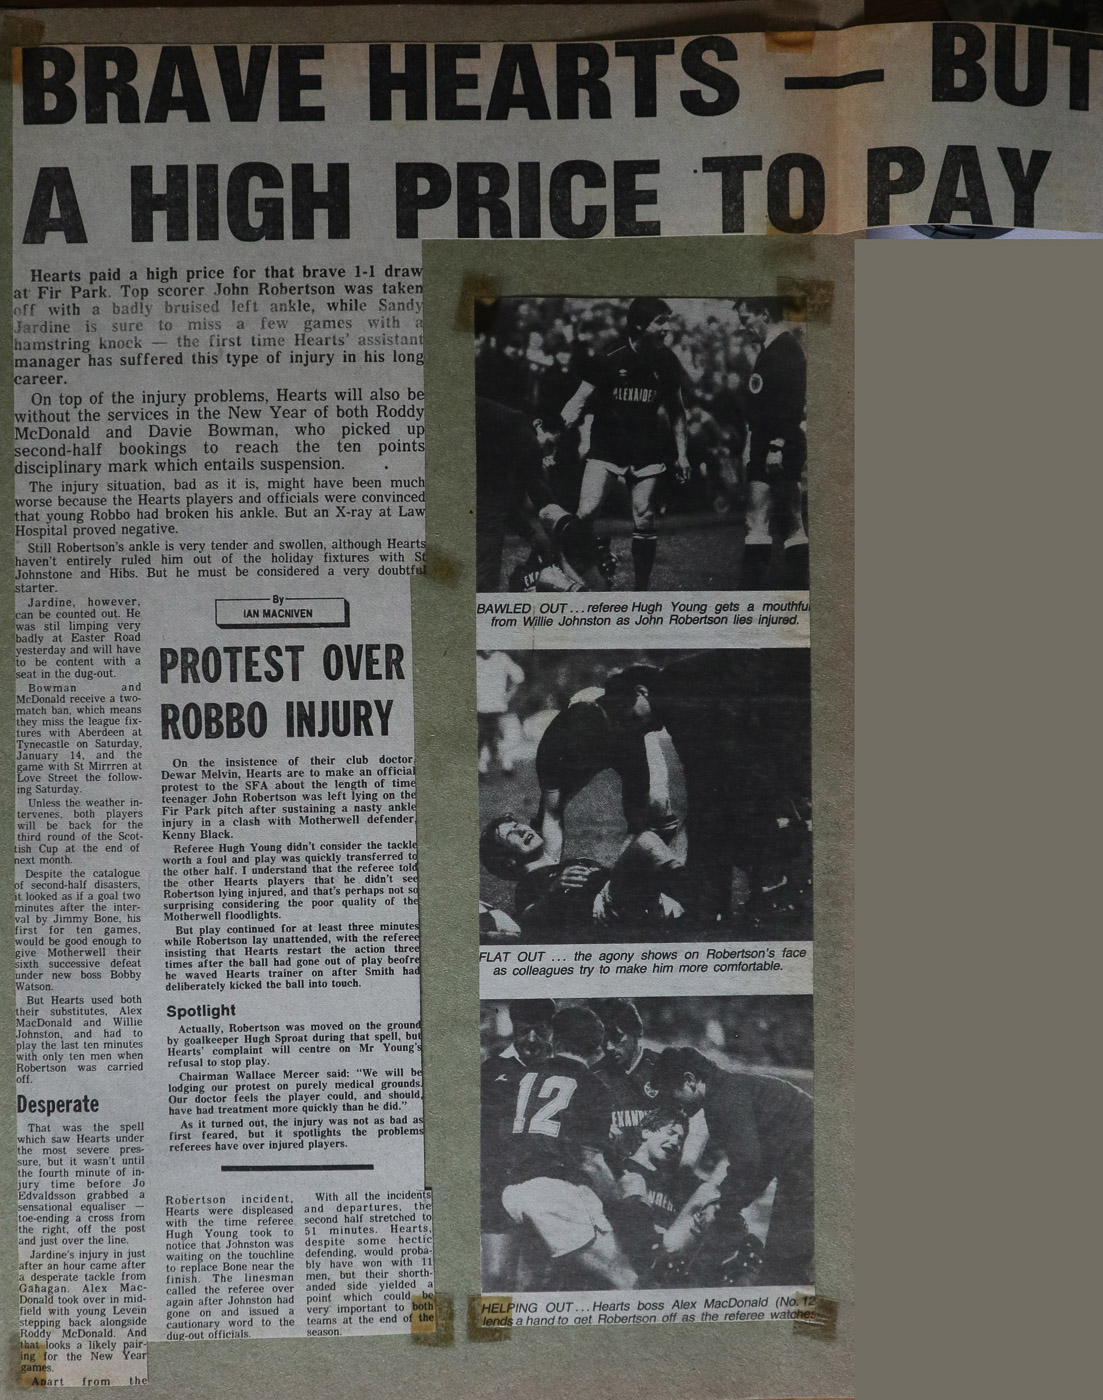 BRAVE HEARTS — BUT
A HIGH PRICE TO PAY
Hearts paid a high price for that brave 1-1 draw
at Fir Park. Top scorer John Robertson was taken
off with a badly bruised left ankle, while Sandy
Jardine is sure to miss a few games with a
hamstring knock — the first time Hearts' assistant
manager has suffered this type of injury in his long
career.
On top of the injury problems, Hearts will also be
without the services in the New Year of both Roddy
McDonald and Davie Bowman, who picked up
second-half bookings to reach the ten points
disciplinary mark which entails suspension.
The injury situation, bad as it is, might have been much
worse because the Hearts players and officials were convinced
that young Robbo had broken his ankle. But an X-ray at Law
Hospital proved negative.
Still Robertson's ankle is very tender and swollen, although Hearts
haven't entirely ruled him out of the holiday fixtures with St
Johnstone and Hibs. But he must be considered a very doubtful
starter.
Jardine, however,
can be counted out. He
was stil limping very
badly at Easter Road
yesterday and will have
to be content with a
seat in the dug-out.
Bowman and
McDonald receive a two-
match ban, which means
they miss the league fix-
tures with Aberdeen at
Tynecastle on Saturday,
January 14, and the
game with St Mirrren at
Love Street the follow-
ing Saturday.
Unless the weather in-
tervenes, both players
will be back for the
third round of the Scot-
tish Cup at the end of
next month.
Despite the catalogue
of second-half disasters,
it looked as if a goal two
minutes after the inter-
val by Jimmy Bone, his
first for ten games,
would be good enough to
give Motherwell their
sixth successive defeat
under new boss Bobby
Watson.
But Hearts used both
their substitutes, Alex
MacDonald and Willie
Johnston, and had to
play the last ten minutes
with only ten men when
Robertson was carried
off.
Desperate
That was the spell
which saw Hearts under
the most severe pres-
sure, but it wasn't until
the fourth minute of in-
jury time before Jo
Edvaldsson grabbed a
sensational equaliser —
toe-ending a cross from
the right, off the post
and just over the line.
Jardine's injury in just
after an hour came after
a desperate tackle from
Gahagan. Alex Mac-
Donald took over in mid-
field with young Levein
stepping back alongside
Roddy McDonald. And
that looks a likely pair-
ing for the New Year
games.
Apart from the
By
IAN MACNIVEN
PROTEST OVER
ROBBO INJURY
On the insistence of their club doctor,
Dewar Melvin, Hearts are to make an official
protest to the SFA about the length of time
teenager John Robertson was left lying on the
Fir Park pitch after sustaining a nasty ankle
injury in a clash with Motherwell defender,
Kenny Black.
Referee Hugh Young didn't consider the tackle
worth a foul and play was quickly transferred to
the other half. I understand that the referee told
the other Hearts players that he didn't see
Robertson lying injured, and that's perhaps not so
surprising considering the poor quality of the
Motherwell floodlights.
But play continued for at least three minutes
while Robertson lay unattended, with the referee
insisting that Hearts restart the action three
times after the ball had gone out of play beofre
he waved Hearts trainer on after Smith had
deliberately kicked the ball into touch.
Spotlight
Actually, Robertson was moved on the ground
by goalkeeper Hugh Sproat during that spell, but
Hearts' complaint will centre on Mr Young's
refusal to stop play.
Chairman Wallace Mercer said: "We will be
lodging our protest on purely medical grounds.
Our doctor feels the player could, and should,
have had treatment more quickly than he did."
As it turned out, the injury was not as bad as
first feared, but it spotlights the problems
referees have over injured players.
Robertson incident,
Hearts were displeased
with the time referee
Hugh Young took to
notice that Johnston was
waiting on the touchline
to replace Bone near the
finish. The linesman
called the referee over
again after Johnston had
gone on and issued a
cautionary word to the
dug-out officials.
With all the incidents
and departures, the
second half stretched to
51 minutes. Hearts,
despite some hectic
defending, would proba-
bly have won with 11
men, but their shorth-
anded side yielded a
point which could be
very important to both
teams at the end of the
season.
BAWLED OUT . . . referee Hugh Young gets a mouthful
from Willie Johnston as John Robertson lies injured.
FLAT OUT . . . the agony shows on Robertson's face
as colleagues try to make him more comfortable.
12
HELPING OUT . . . Hearts boss Alex MacDonald (No. 12
lends a hand to get Robertson off as the referee watches